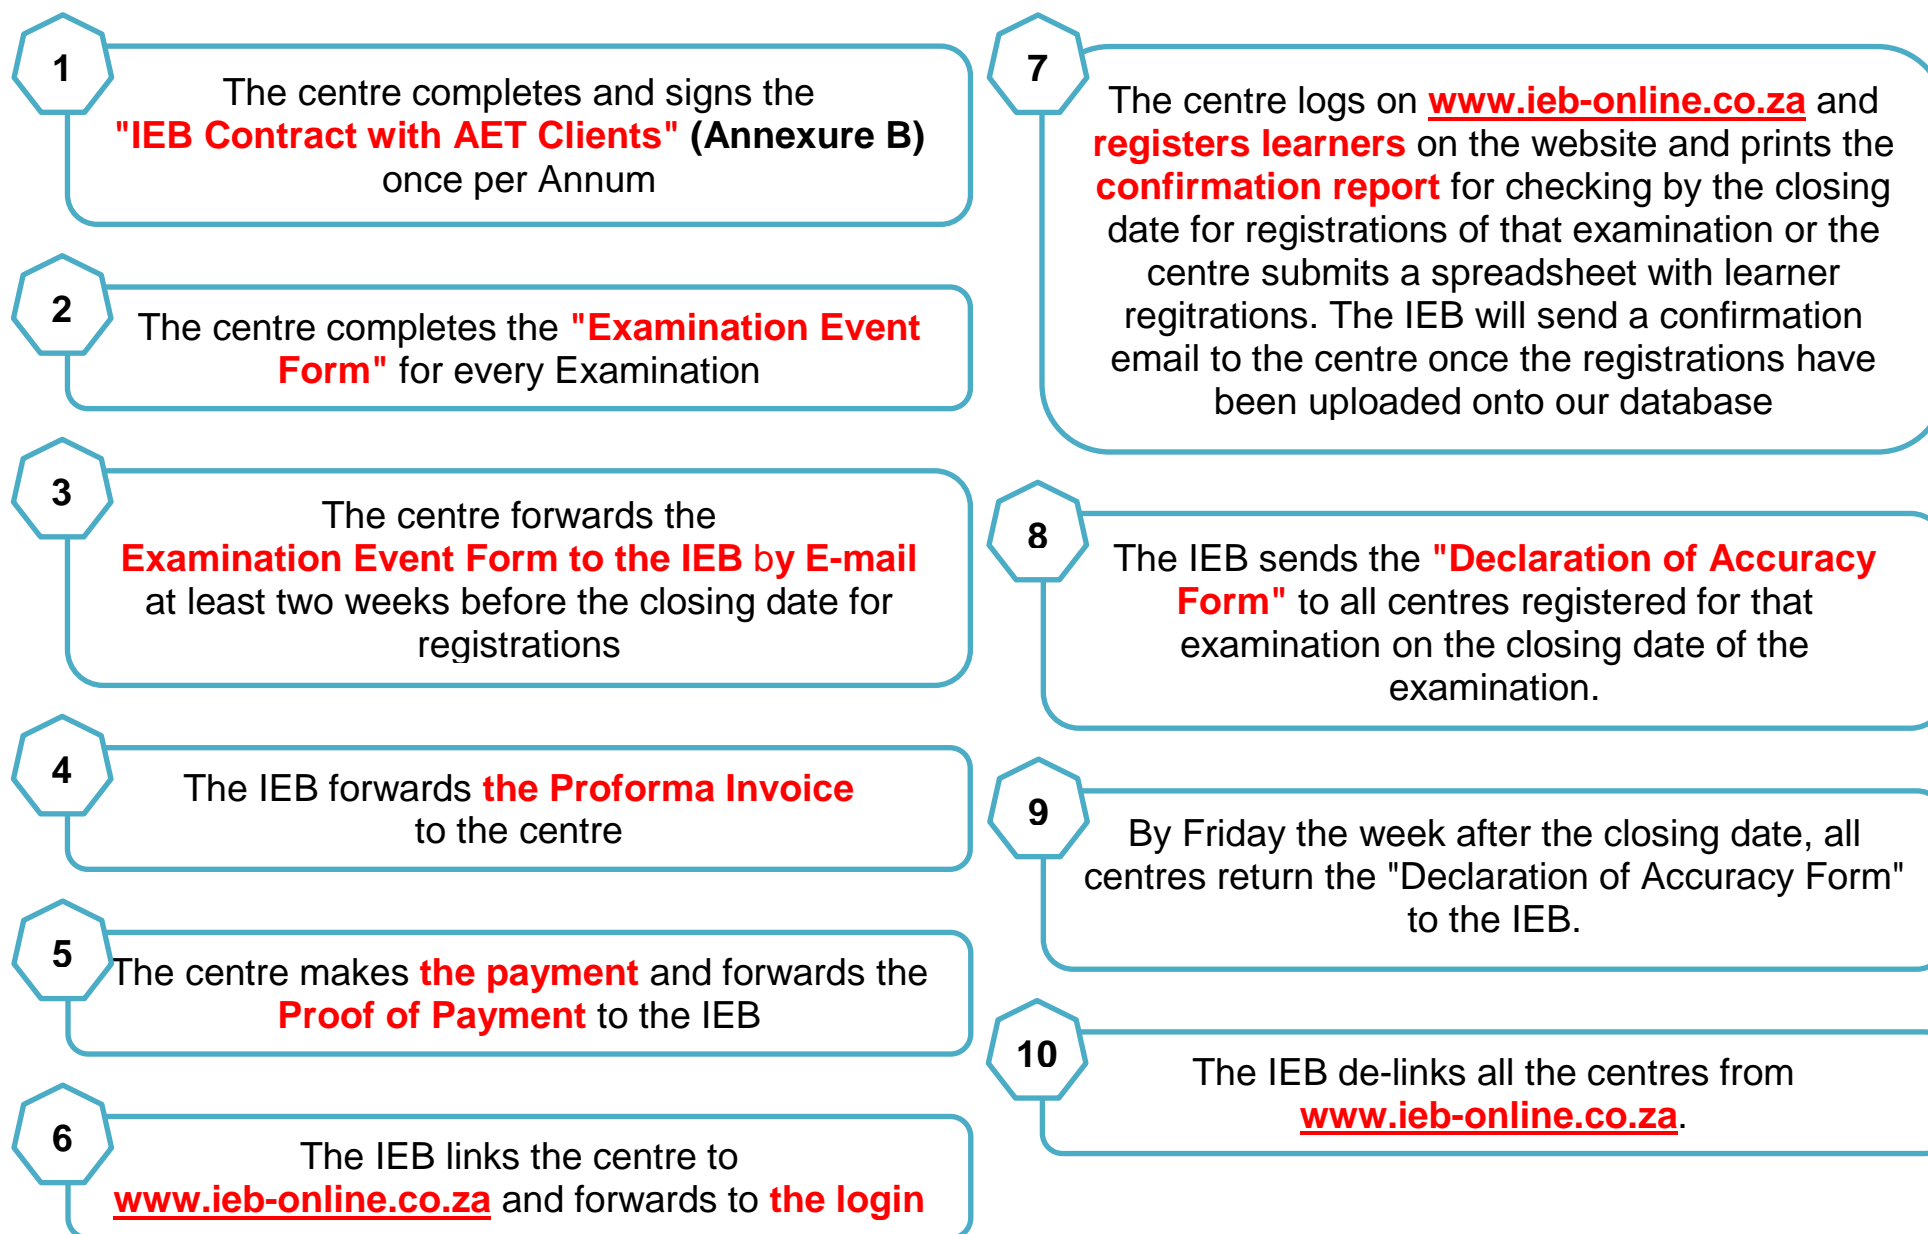 1
The centre completes and signs the
"IEB Contract with AET Clients" (Annexure B)
once per Annum
2
The centre completes the "Examination Event
Form" for every Examination
3
The centre forwards the
Examination Event Form to the IEB by E-mail
at least two weeks before the closing date for
registrations
4
The IEB forwards the Proforma Invoice
to the centre
5
The centre makes the payment and forwards the
Proof of Payment to the IEB
6
The IEB links the centre to
www.ieb-online.co.za and forwards to the login
7
The centre logs on www.ieb-online.co.za and
registers learners on the website and prints the
confirmation report for checking by the closing
date for registrations of that examination or the
centre submits a spreadsheet with learner
regitrations. The IEB will send a confirmation
email to the centre once the registrations have
been uploaded onto our database
8
The IEB sends the "Declaration of Accuracy
Form" to all centres registered for that
examination on the closing date of the
examination.
9
By Friday the week after the closing date, all
centres return the "Declaration of Accuracy Form"
to the IEB.
10
The IEB de-links all the centres from
www.ieb-online.co.za.